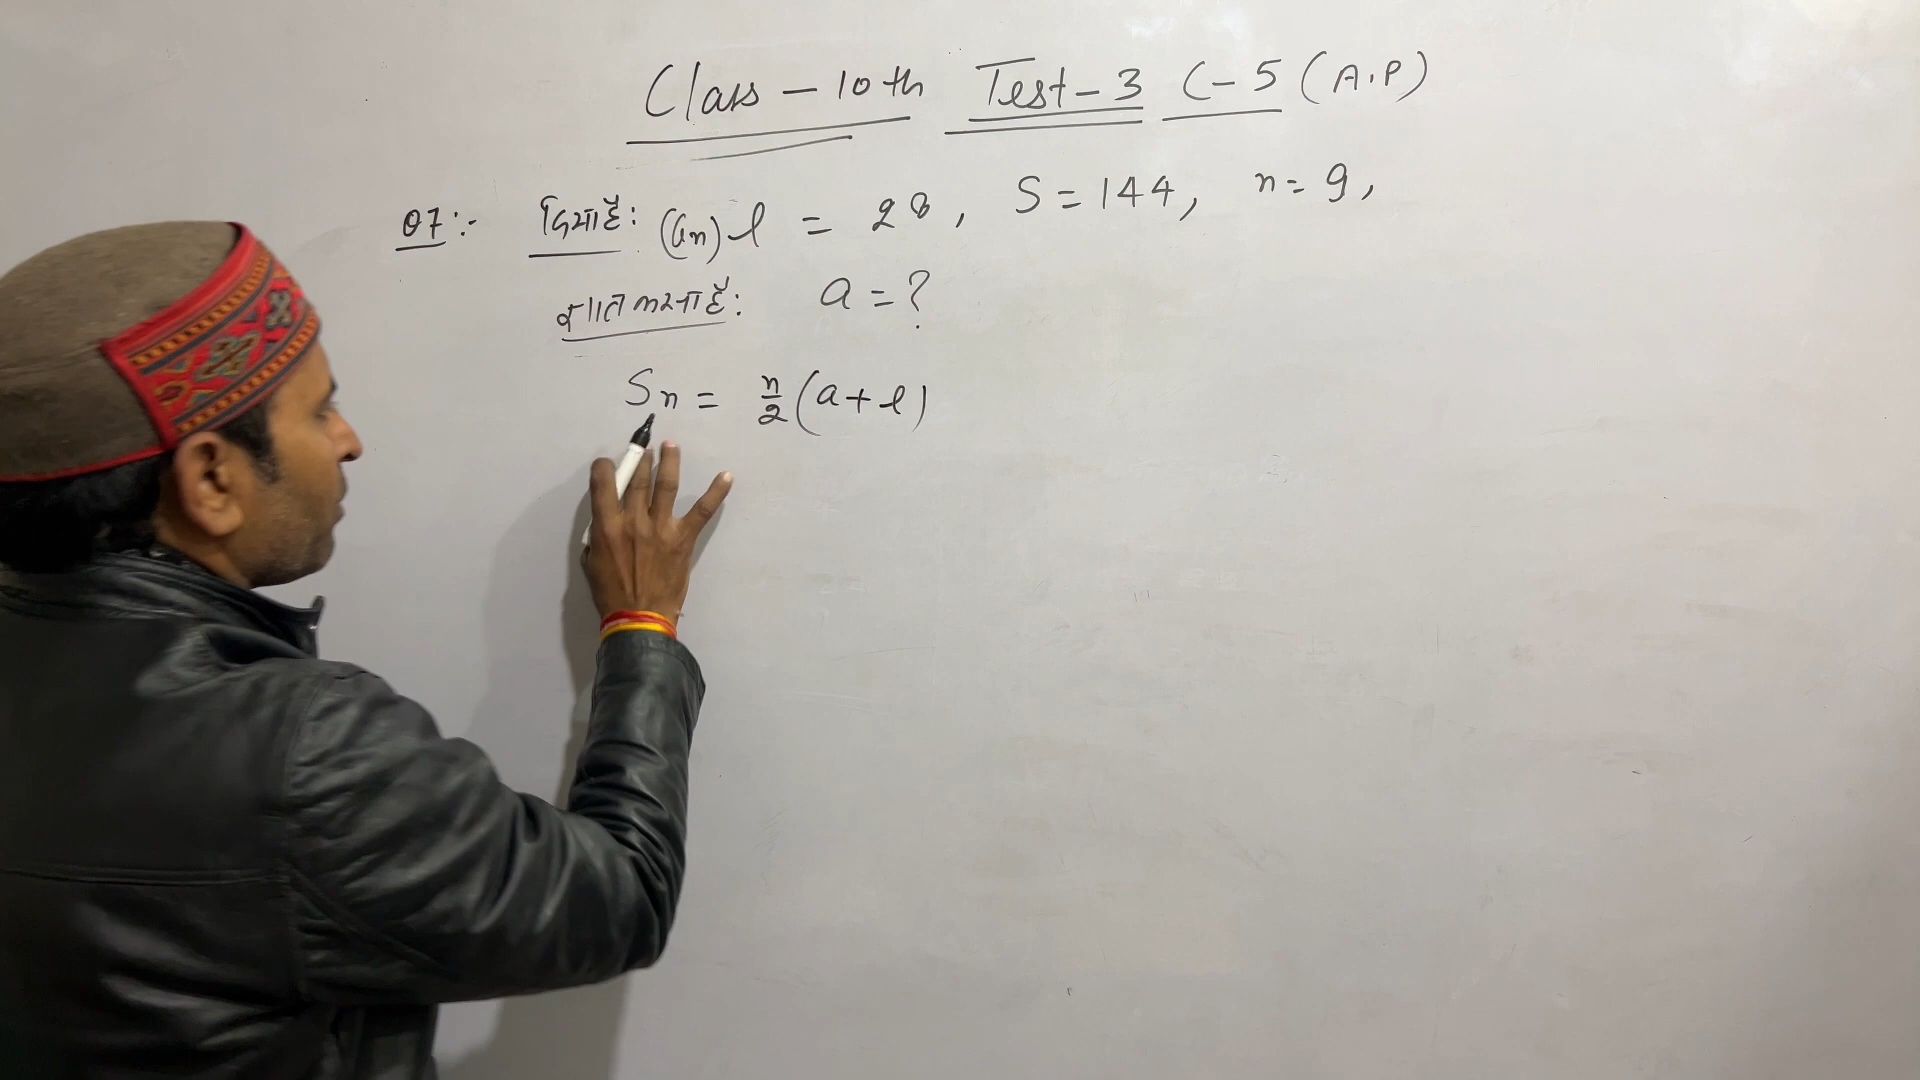 Class – 10th Test – 3 C – 5 (A.P)
07:- दिया है: (an) l = 28, S = 144, n = 9,
ज्ञात करना है: a = ?
Sn = n/2 (a + l)